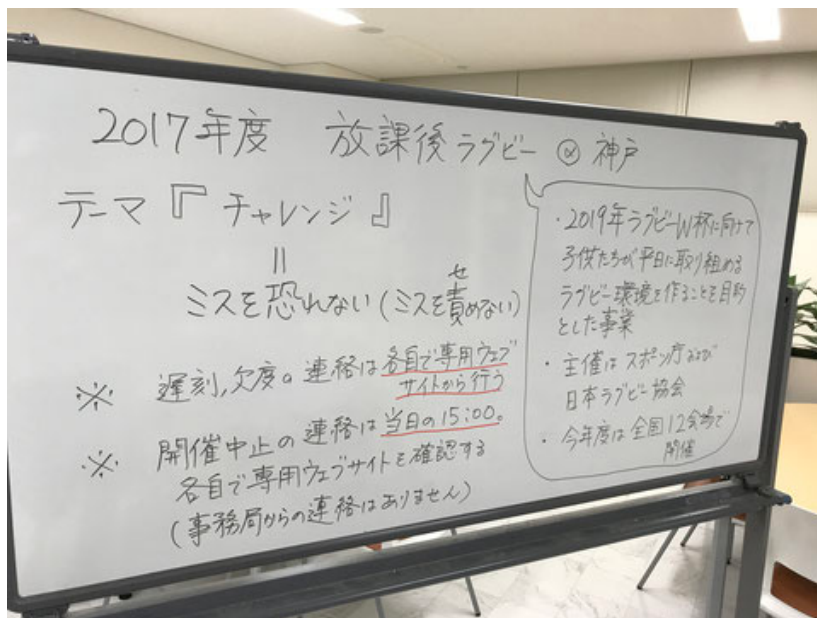 2017年度 放課後ラグビー @ 神戸
テーマ『チャレンジ』
=
ミスを恐れない(ミスを責めない)
せ
※ 遅刻,欠席の連絡は各自で専用ウェブ
サイトから行う
※ 開催中止の連絡は当日の15:00。
各自で専用ウェブサイトを確認する
(事務局からの連絡はありません)
・2019年ラグビーW杯に向けて
子供たちが平日に取り組める
ラグビー環境を作ることを目的
とした事業
・主催はスポーツ庁および
日本ラグビー協会
・今年度は全国12会場で
開催